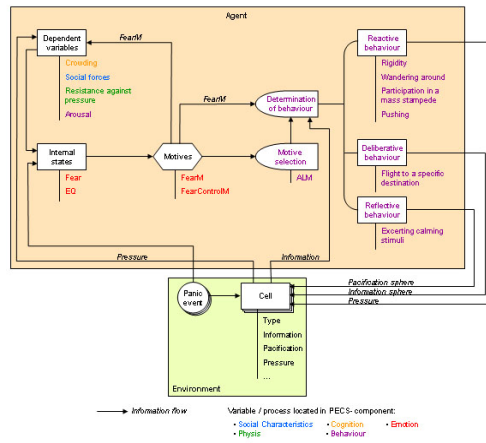 Agent
Dependent
variables
FearM
Crowding
Social forces
Resistance against
pressure
Arousal
Reactive
behaviour
Rigidity
Wandering around
Participation in a
mass stampede
Pushing
FearM
Determination
of behaviour
Internal
states
Motives
Motive
selection
Deliberative
behaviour
Fear
EQ
FearM
FearControlM
ALM
Flight to a specific
destination
Reflective
behaviour
Excerting calming
stimuli
Pressure
Information
Pacification sphere
Information sphere
Pressure
Panic
event
Cell
Type
Information
Pacification
Pressure
...
Environment
Information flow
Variable / process located in PECS- component:
• Social Characteristics • Cognition • Emotion
• Physis • Behaviour